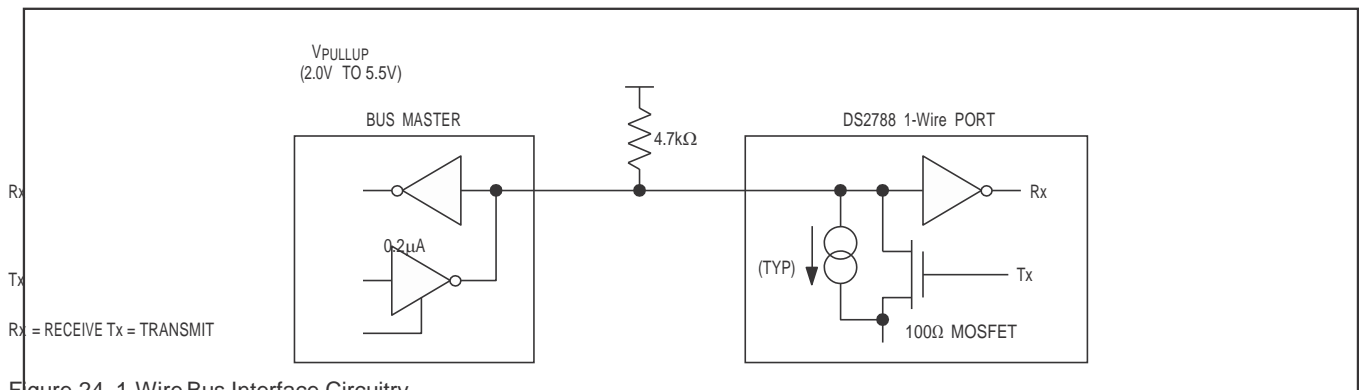 VPULLUP
(2.0V TO 5.5V)
BUS MASTER
DS2788 1-Wire PORT
4.7kΩ
Rx
Rx
0.2μA
(TYP)
Tx
Tx
Rx = RECEIVE Tx = TRANSMIT
100Ω MOSFET
Figure 24. 1-Wire Bus Interface Circuitry